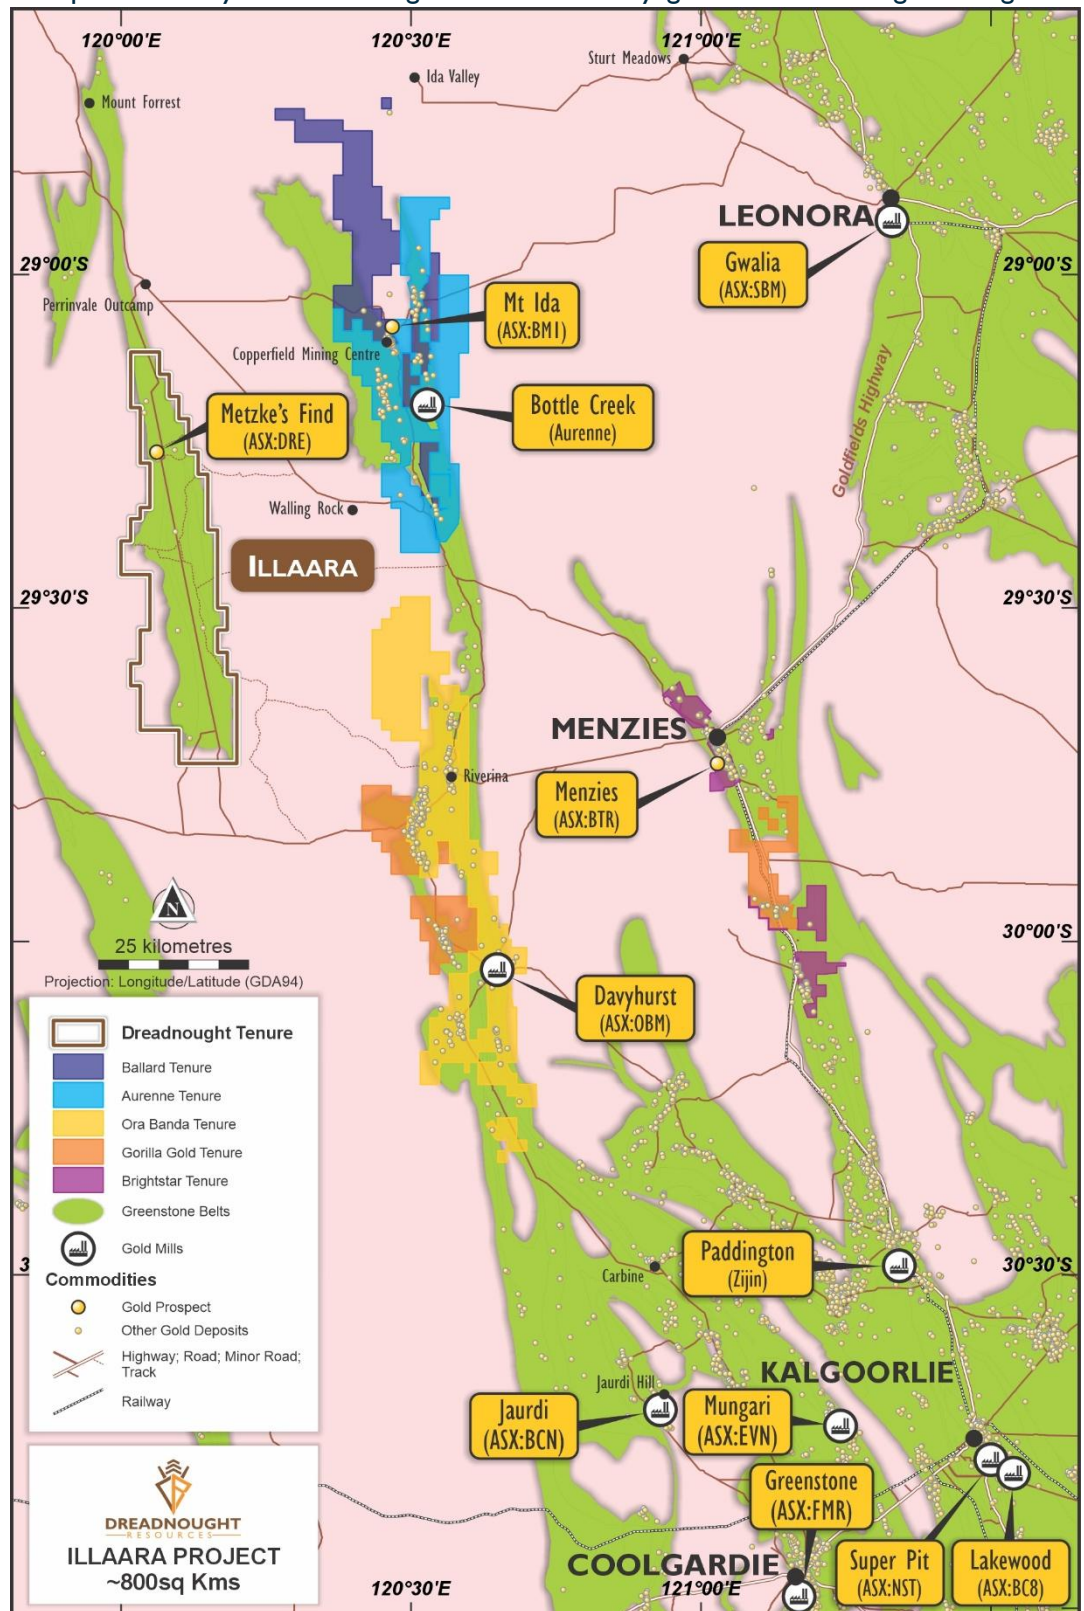 120°00'E
120°30'E
121°00'E
Sturt Meadows
Ida Valley
Mount Forrest
LEONORA
Gwalia
(ASX:SBM)
29°00'S
29°00'S
Perrinvale Outcamp
Mt Ida
(ASX:BM1)
Copperfield Mining Centre
Goldfields Highway
Metzke's Find
(ASX:DRE)
Bottle Creek
(Aurenne)
Walling Rock
ILLAARA
29°30'S
29°30'S
MENZIES
Riverina
Menzies
(ASX:BTR)
N
25 kilometres
Projection: Longitude/Latitude (GDA94)
30°00'S
Davyhurst
(ASX:OBM)
Dreadnought Tenure
Ballard Tenure
Aurenne Tenure
Ora Banda Tenure
Gorilla Gold Tenure
Brightstar Tenure
Greenstone Belts
Gold Mills
Commodities
Gold Prospect
Other Gold Deposits
Highway; Road; Minor Road;
Track
Railway
Paddington
(Zijin)
Carbine
30°30'S
KALGOORLIE
Jaurdi Hill
Jaurdi
(ASX:BCN)
Mungari
(ASX:EVN)
Greenstone
(ASX:FMR)
Super Pit
(ASX:NST)
Lakewood
(ASX:BC8)
COOLGARDIE
DREADNOUGHT
RESOURCES
ILLAARA PROJECT
~800sq Kms
120°30'E
121°00'E